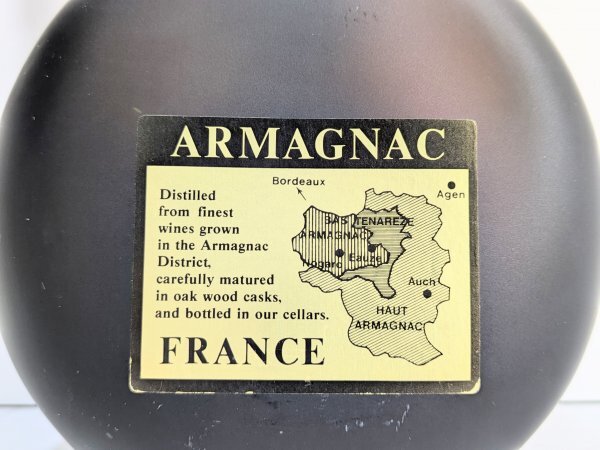 ARMAGNAC
Distilled
from finest
wines grown
in the Armagnac
District,
carefully matured
in oak wood casks,
and bottled in our cellars.
FRANCE
Bordeaux
Agen
BAS TENAREZE
ARMAGNAC
Nogaro Eauze
Auch
HAUT
ARMAGNAC